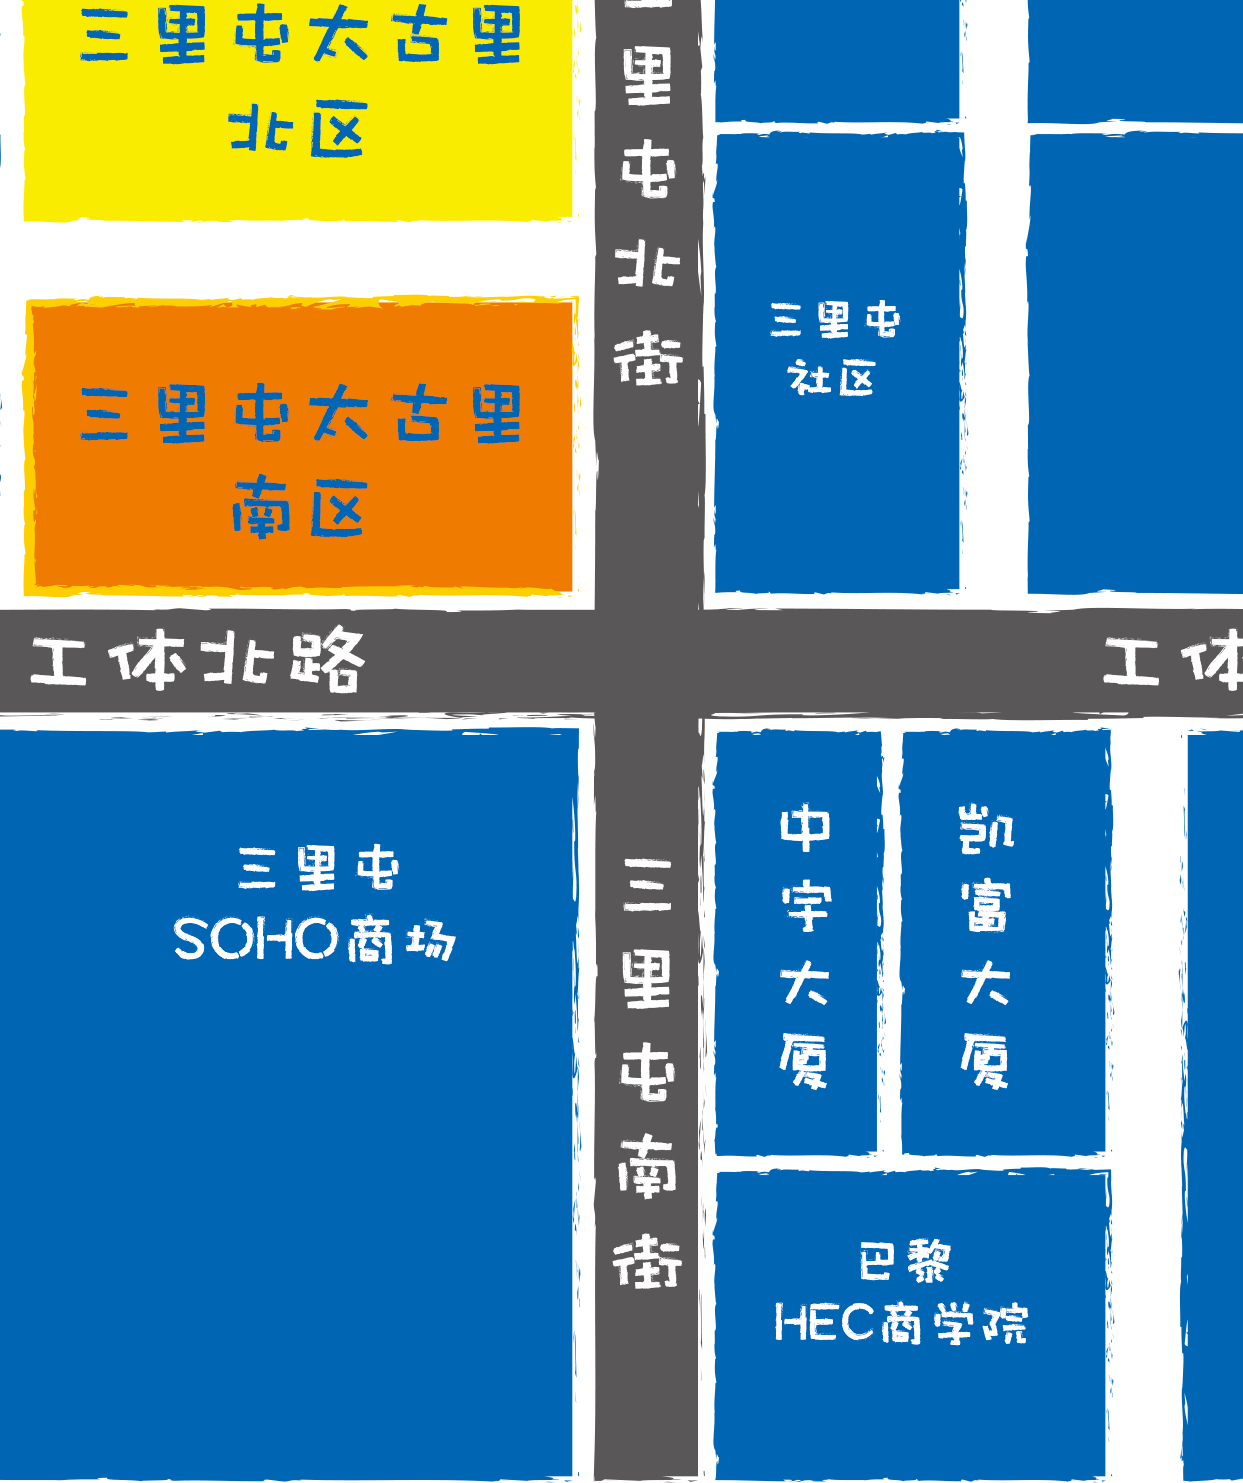 三里屯太古里
北区
里屯北街
三里屯
社区
三里屯太古里
南区
工体北路
工体
三里屯
SOHO商场
三里屯南街
中宇大厦
凯富大厦
巴黎
HEC商学院